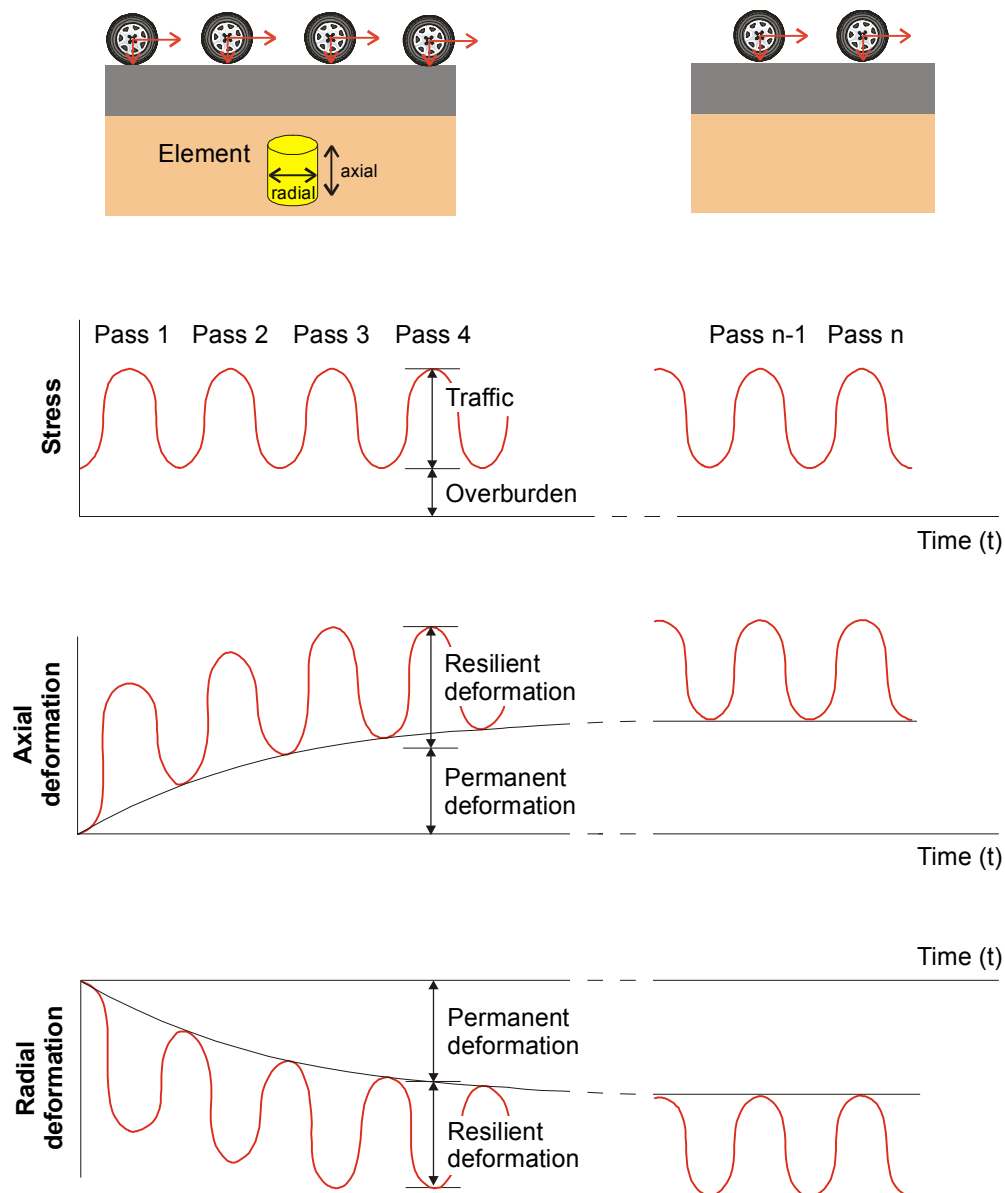 Element
axial
radial
Pass 1 Pass 2 Pass 3 Pass 4 Pass n-1 Pass n
Stress
Traffic
Overburden
Time (t)
Axial
deformation
Resilient
deformation
Permanent
deformation
Time (t)
Time (t)
Radial
deformation
Permanent
deformation
Resilient
deformation